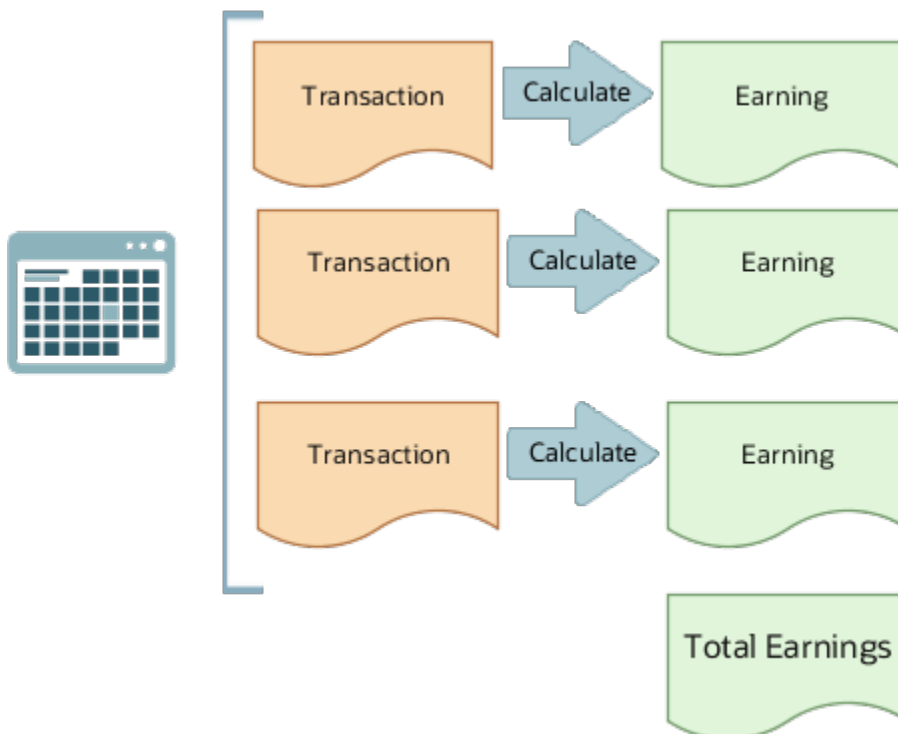 Transaction
Calculate
Earning
Transaction
Calculate
Earning
Transaction
Calculate
Earning
Total Earnings